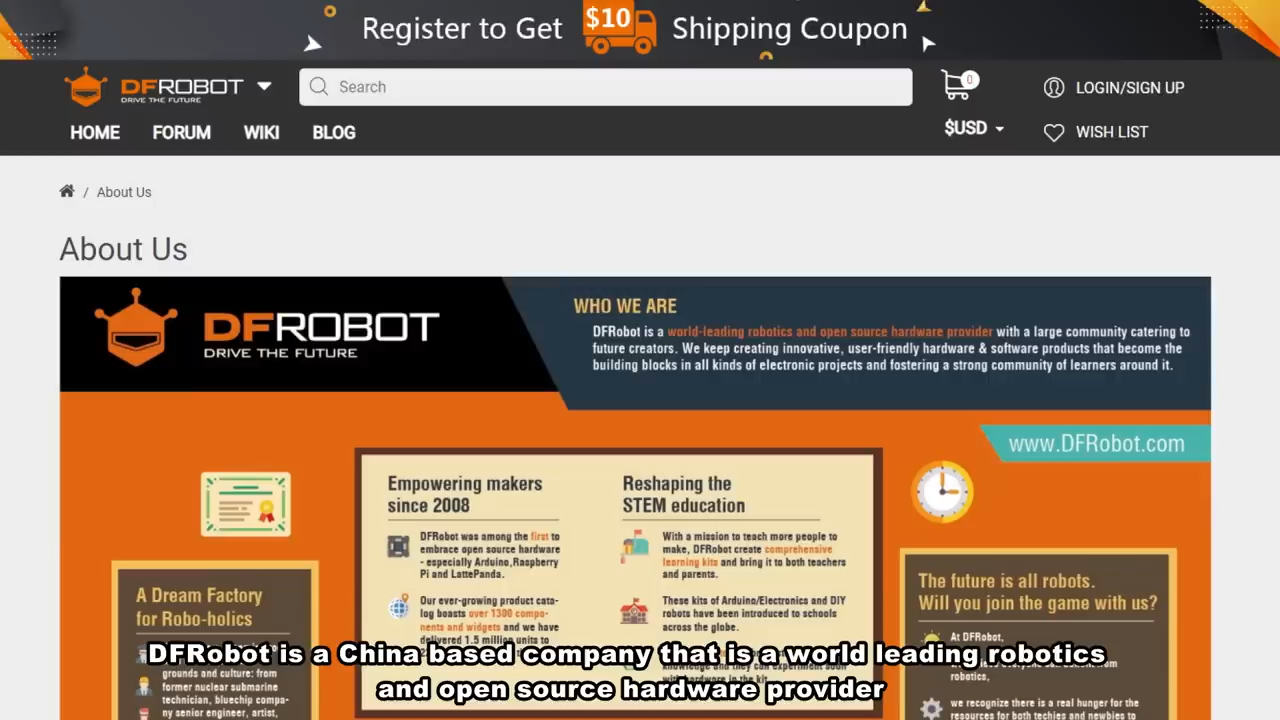 Register to Get $10 Shipping Coupon
DFROBOT
DRIVE THE FUTURE
Search
0
LOGIN/SIGN UP
HOME FORUM WIKI BLOG
$USD
WISH LIST
/ About Us
About Us
DFROBOT
DRIVE THE FUTURE
WHO WE ARE
DFRobot is a world-leading robotics and open source hardware provider with a large community catering to
future creators. We keep creating innovative, user-friendly hardware & software products that become the
building blocks in all kinds of electronic projects and fostering a strong community of learners around it.
www.DFRobot.com
Empowering makers
since 2008
DFRobot was among the first to
embrace open source hardware
- especially Arduino,Raspberry
Pi and LattePanda.
Our ever-growing product cata-
log boasts over 1300 compo-
nents and widgets and we have
delivered 1.5 million units to
Reshaping the
STEM education
With a mission to teach more people to
make, DFRobot create comprehensive
learning kits and bring it to both teachers
and parents.
These kits of Arduino/Electronics and DIY
robots have been introduced to schools
across the globe.
A Dream Factory
for Robo-holics
grounds and culture: from
former nuclear submarine
technician, bluechip compa-
ny senior engineer, artist,
The future is all robots.
Will you join the game with us?
At DFRobot,
robotics,
we recognize there is a real hunger for the
resources for both techies and newbies to
DFRobot is a China based company that is a world leading robotics
and open source hardware provider